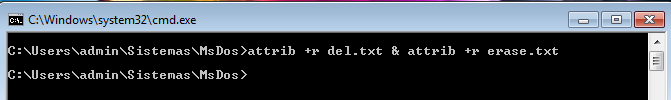 C:\Windows\system32\cmd.exe
C:\Users\admin\Sistemas\MsDos>attrib +r del.txt & attrib +r erase.txt
C:\Users\admin\Sistemas\MsDos>